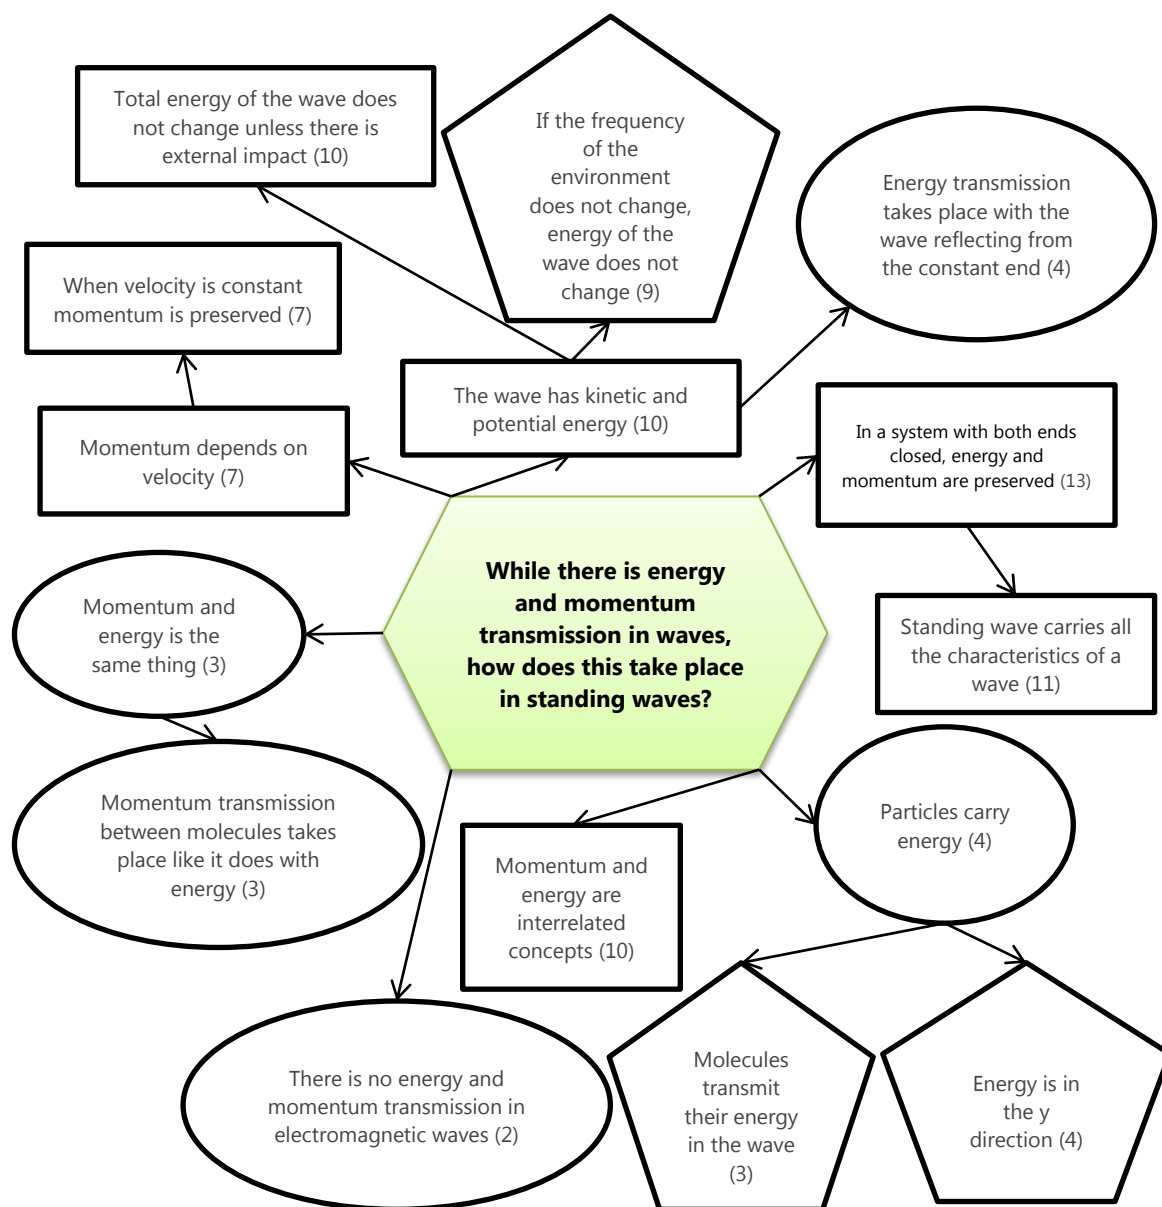 Total energy of the wave does
not change unless there is
external impact (10)
If the frequency
of the
environment
does not change,
energy of the
wave does not
change (9)
Energy transmission
takes place with the
wave reflecting from
the constant end (4)
When velocity is constant
momentum is preserved (7)
The wave has kinetic and
potential energy (10)
Momentum depends on
velocity (7)
In a system with both ends
closed, energy and
momentum are preserved (13)
While there is energy
and momentum
transmission in waves,
how does this take place
in standing waves?
Momentum and
energy is the
same thing (3)
Standing wave carries all
the characteristics of a
wave (11)
Momentum transmission
between molecules takes
place like it does with
energy (3)
Particles carry
energy (4)
Momentum and
energy are
interrelated
concepts (10)
There is no energy and
momentum transmission in
electromagnetic waves (2)
Molecules
transmit
their energy
in the wave
(3)
Energy is in
the y
direction (4)